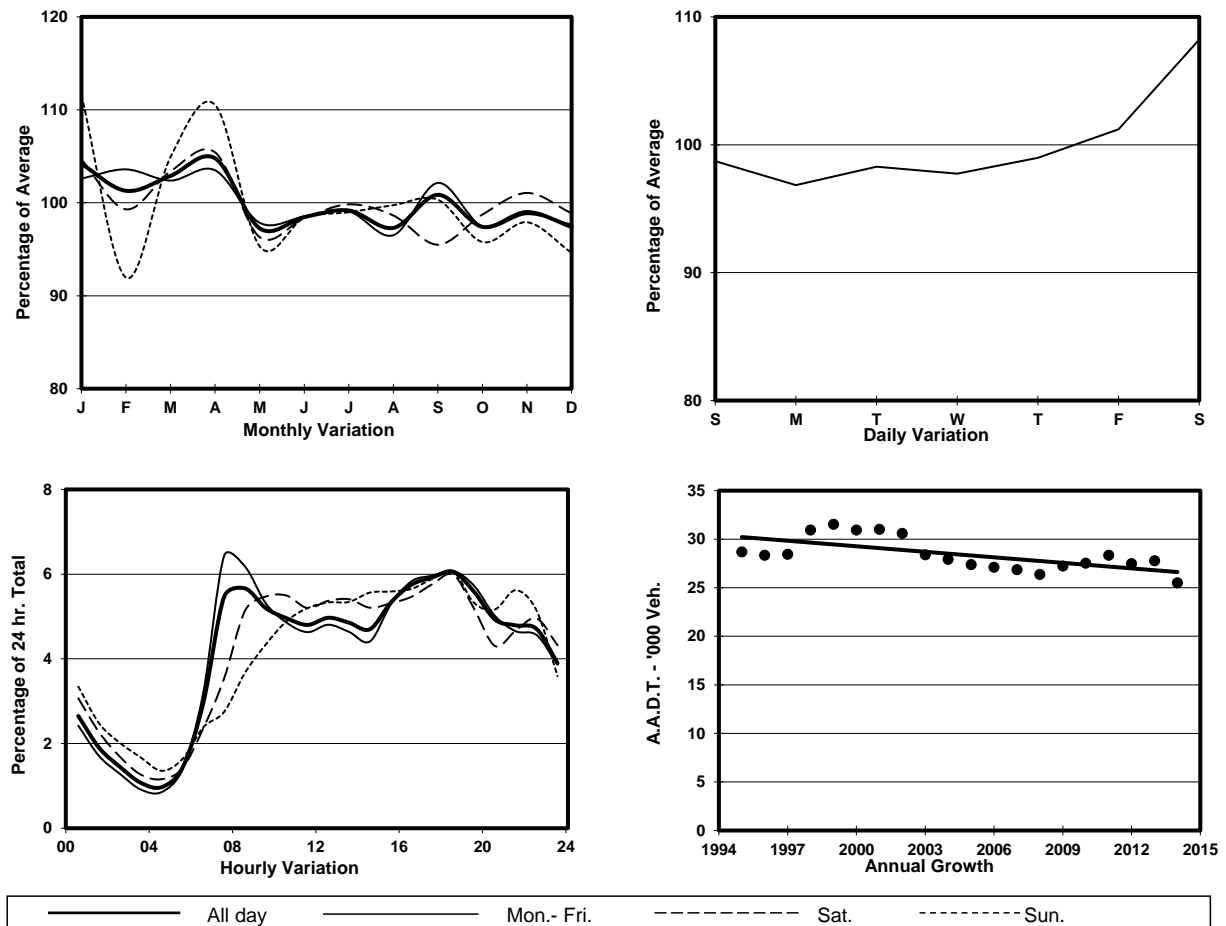 120
110
100
90
80
Percentage of Average
J F M A M J J A S O N D
Monthly Variation
110
100
90
80
Percentage of Average
S M T W T F S
Daily Variation
8
6
4
2
0
Percentage of 24 hr. Total
00 04 08 12 16 20 24
Hourly Variation
35
30
25
20
15
10
5
0
A.A.D.T. - '000 Veh.
1994 1997 2000 2003 2006 2009 2012 2015
Annual Growth
All day Mon.- Fri. Sat. Sun.